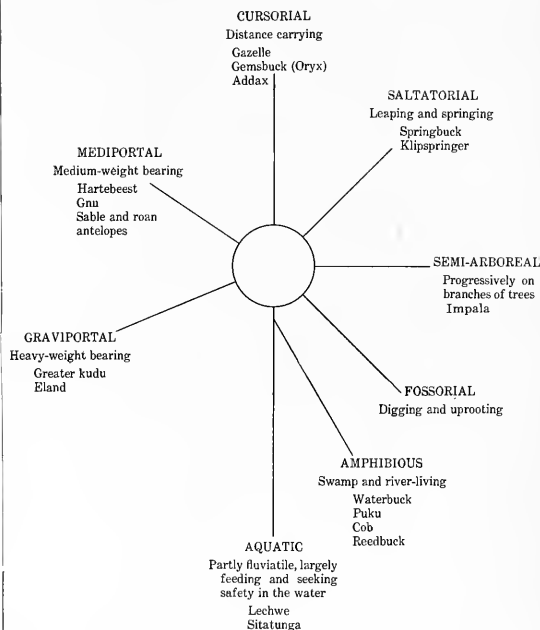 CURSORIAL
Distance carrying
Gazelle
Gemsbuck (Oryx)
Addax
SALTATORIAL
Leaping and springing
Springbuck
Klipspringer
MEDIPORTAL
Medium-weight bearing
Hartebeest
Gnu
Sable and roan
antelopes
SEMI-ARBOREAL
Progressively on
branches of trees
Impala
GRAVIPORTAL
Heavy-weight bearing
Greater kudu
Eland
FOSSORIAL
Digging and uprooting
AMPHIBIOUS
Swamp and river-living
Waterbuck
Puku
Cob
Reedbuck
AQUATIC
Partly fluviatile, largely
feeding and seeking
safety in the water
Lechwe
Sitatunga